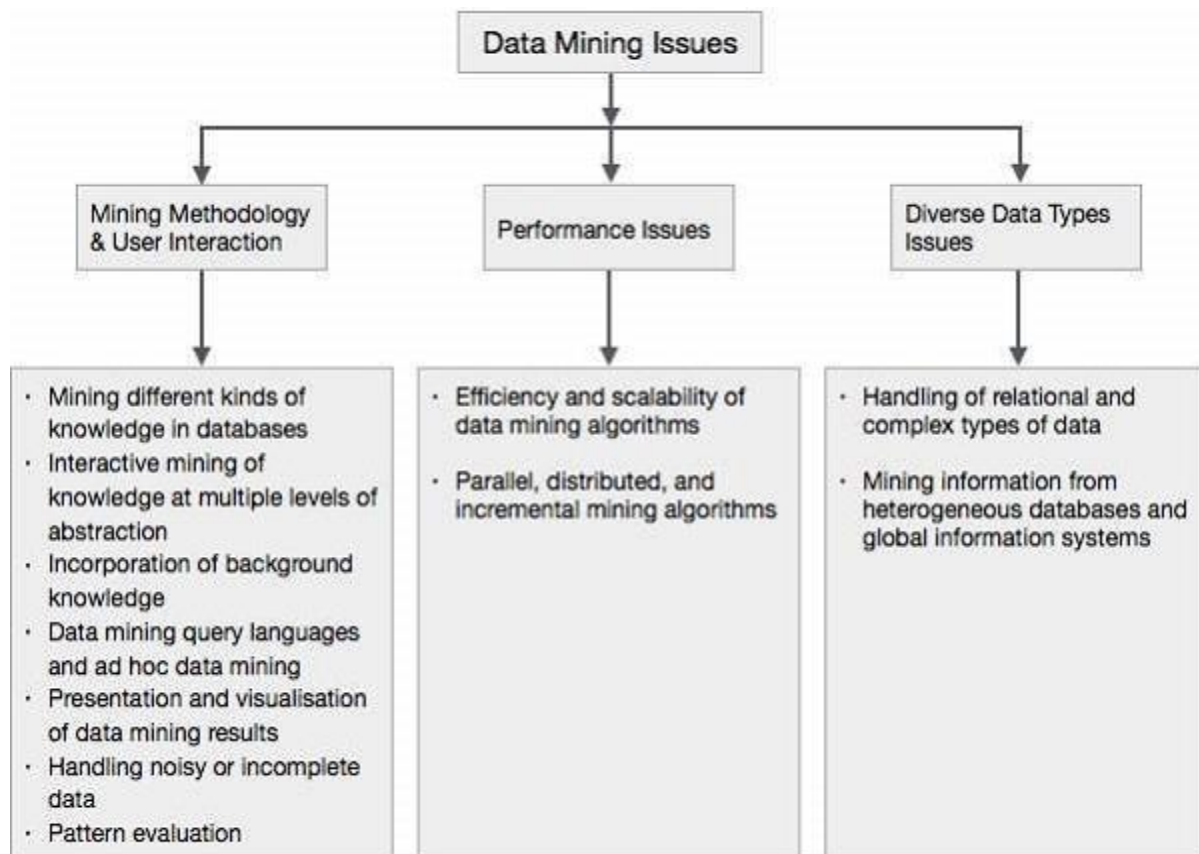 Data Mining Issues
Mining Methodology
& User Interaction
Performance Issues
Diverse Data Types
Issues
· Mining different kinds of
knowledge in databases
· Interactive mining of
knowledge at multiple levels of
abstraction
· Incorporation of background
knowledge
· Data mining query languages
and ad hoc data mining
· Presentation and visualisation
of data mining results
· Handling noisy or incomplete
data
· Pattern evaluation
· Efficiency and scalability of
data mining algorithms
· Parallel, distributed, and
incremental mining algorithms
· Handling of relational and
complex types of data
· Mining information from
heterogeneous databases and
global information systems